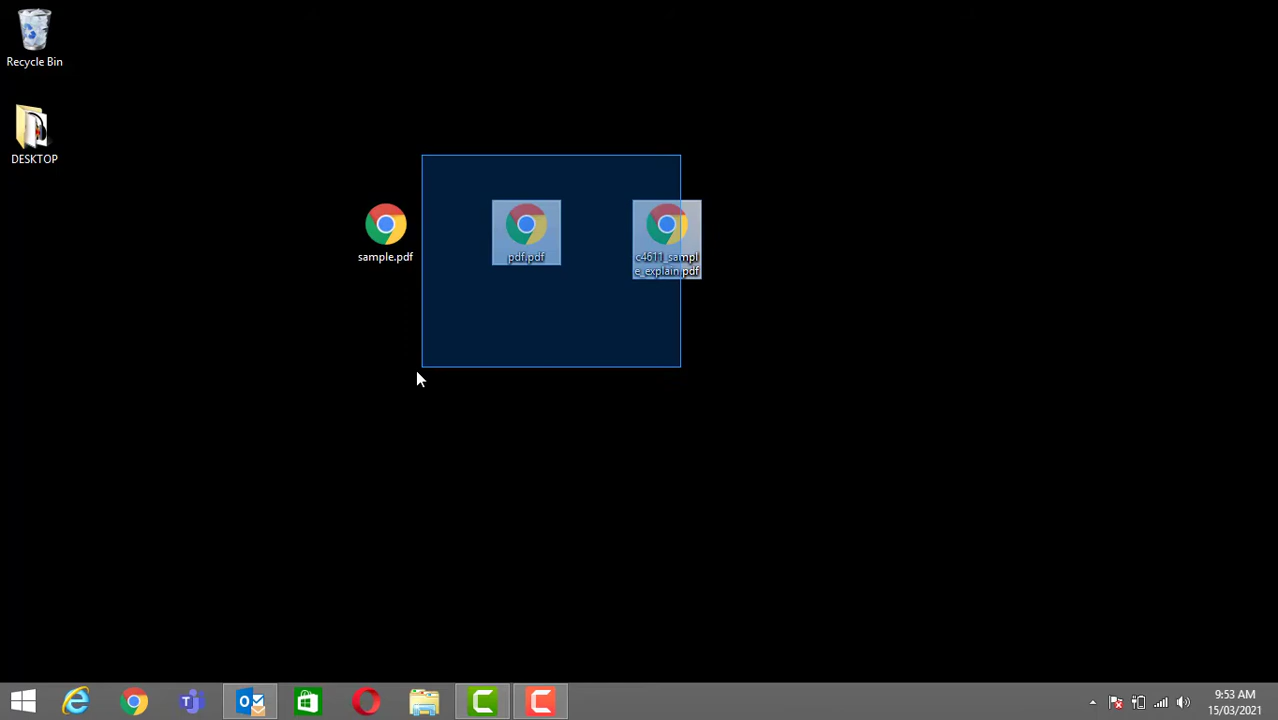 Recycle Bin
DESKTOP
sample.pdf
pdf.pdf
c4611_sampl
e_explain.pdf
9:53 AM
15/03/2021